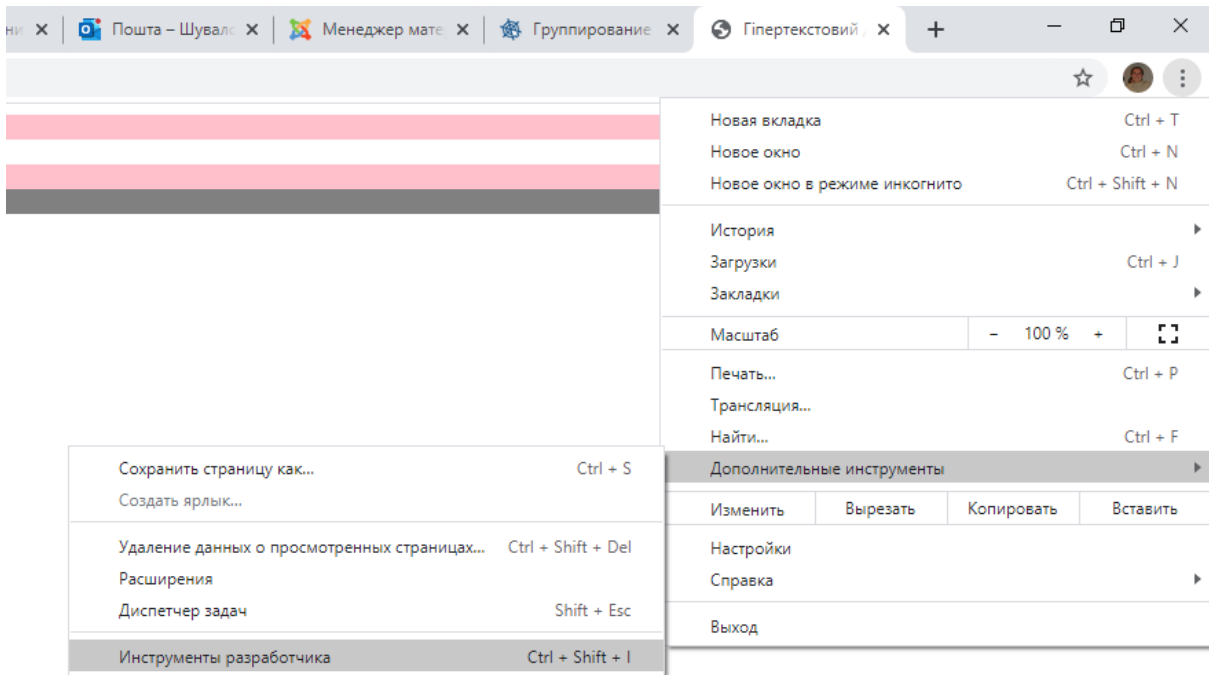 ни Пошта – Шувалс Менеджер мате Группирование Гіпертекстовий
Новая вкладка Ctrl + T
Новое окно Ctrl + N
Новое окно в режиме инкогнито Ctrl + Shift + N
История
Загрузки Ctrl + J
Закладки
Масштаб - 100 % +
Печать... Ctrl + P
Трансляция...
Найти... Ctrl + F
Дополнительные инструменты
Изменить Вырезать Копировать Вставить
Настройки
Справка
Выход
Сохранить страницу как... Ctrl + S
Создать ярлык...
Удаление данных о просмотренных страницах... Ctrl + Shift + Del
Расширения
Диспетчер задач Shift + Esc
Инструменты разработчика Ctrl + Shift + I